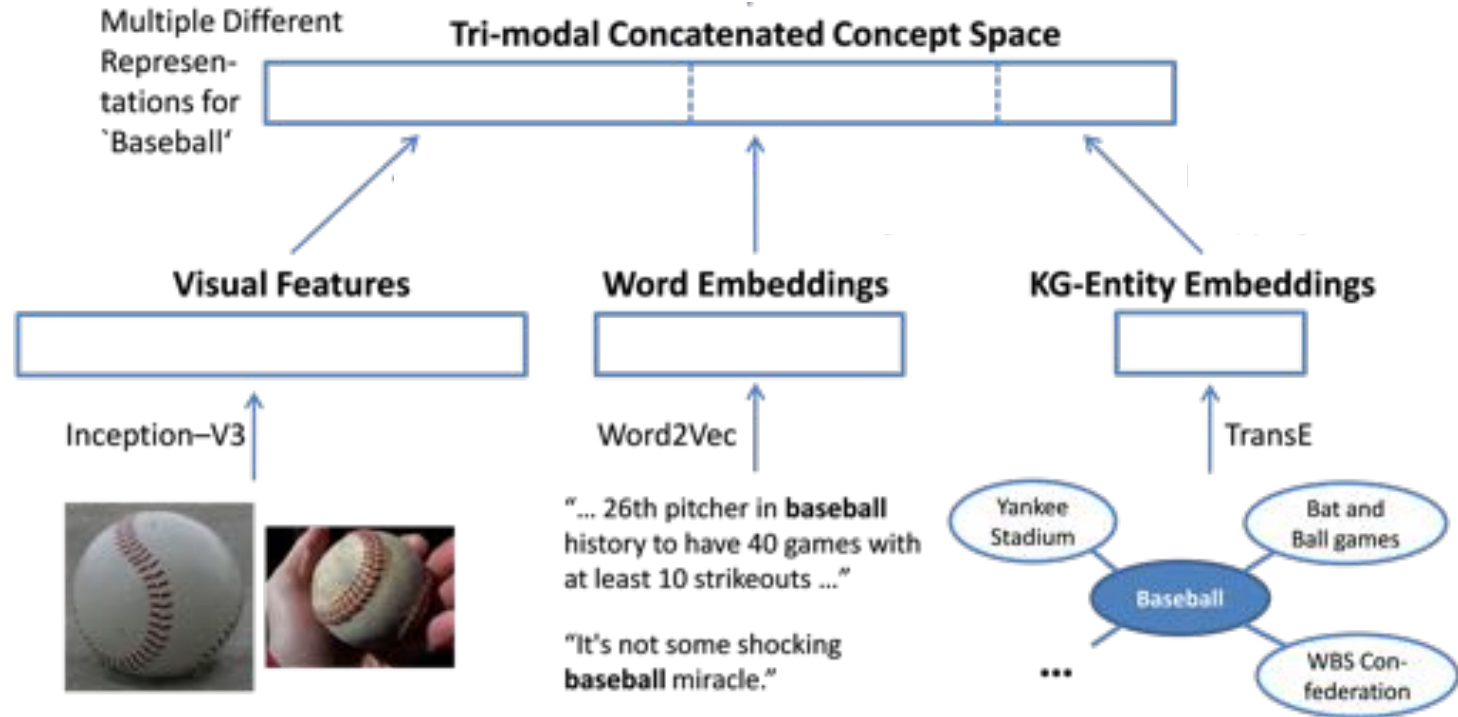 Multiple Different
Represen-
tations for
`Baseball‘
Tri-modal Concatenated Concept Space
Visual Features
Word Embeddings
KG-Entity Embeddings
Inception–V3
Word2Vec
TransE
“... 26th pitcher in baseball
history to have 40 games with
at least 10 strikeouts ...”
“It's not some shocking
baseball miracle.”
Yankee
Stadium
Bat and
Ball games
Baseball
WBS Con-
federation
...